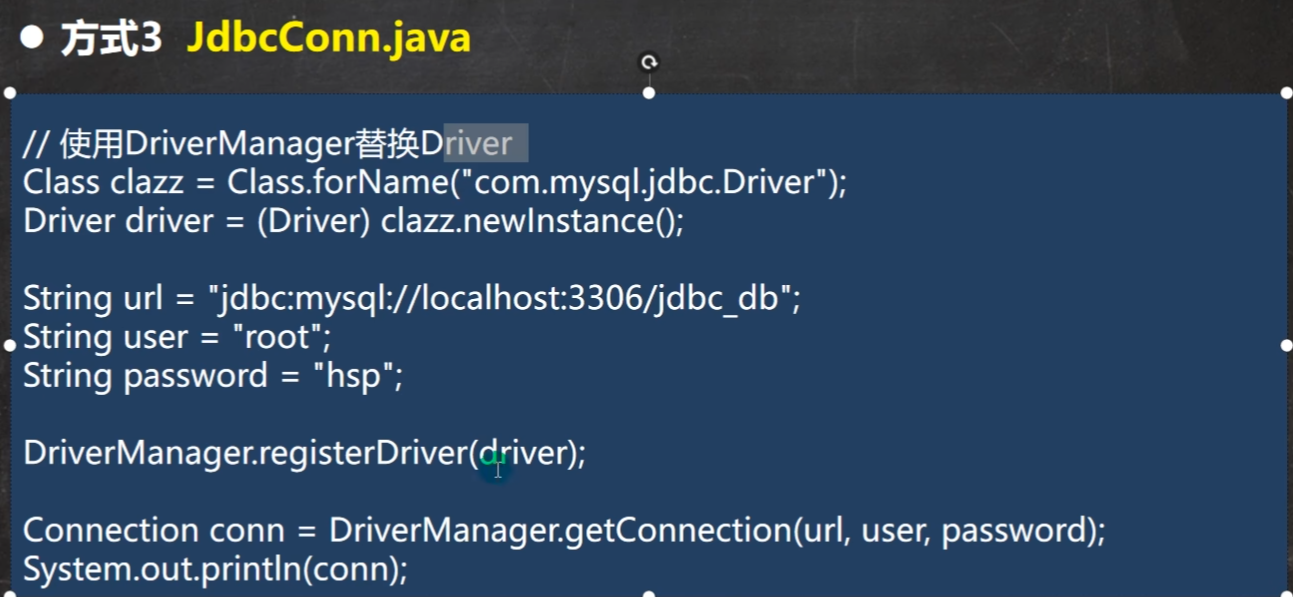 ● 方式3 JdbcConn.java
// 使用DriverManager替换Driver
Class clazz = Class.forName("com.mysql.jdbc.Driver");
Driver driver = (Driver) clazz.newInstance();
String url = "jdbc:mysql://localhost:3306/jdbc_db";
String user = "root";
String password = "hsp";
DriverManager.registerDriver(driver);
Connection conn = DriverManager.getConnection(url, user, password);
System.out.println(conn);